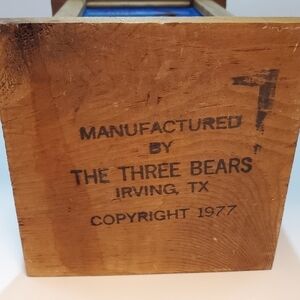 MANUFACTURED
BY
THE THREE BEARS
IRVING, TX
COPYRIGHT 1977